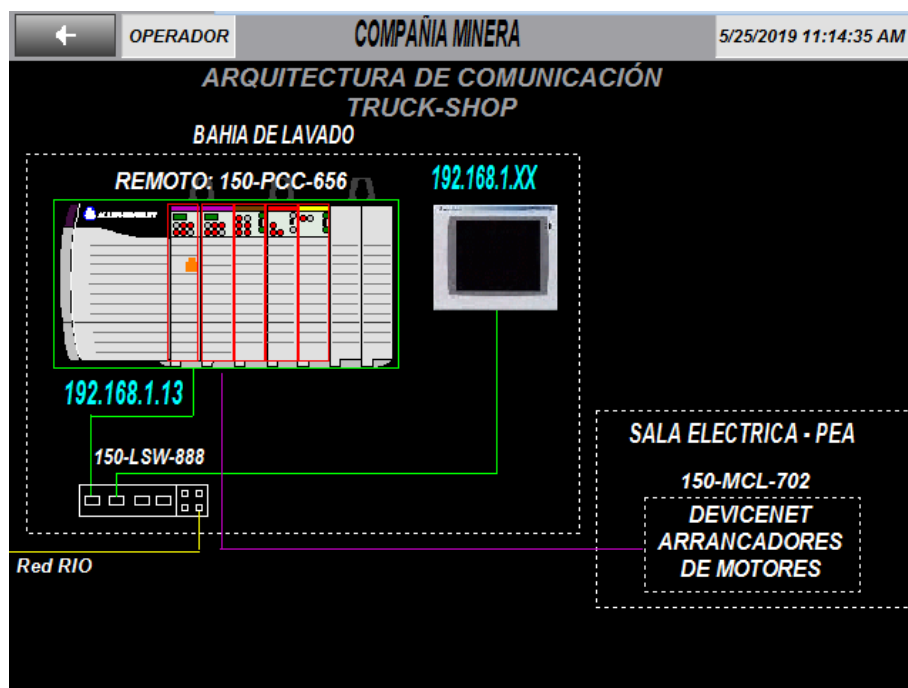 OPERADOR
COMPAÑIA MINERA
5/25/2019 11:14:35 AM
ARQUITECTURA DE COMUNICACIÓN
TRUCK-SHOP
BAHIA DE LAVADO
REMOTO: 150-PCC-656
192.168.1.XX
ALLEN-BRADLEY
192.168.1.13
150-LSW-888
Red RIO
SALA ELECTRICA - PEA
150-MCL-702
DEVICENET
ARRANCADORES
DE MOTORES